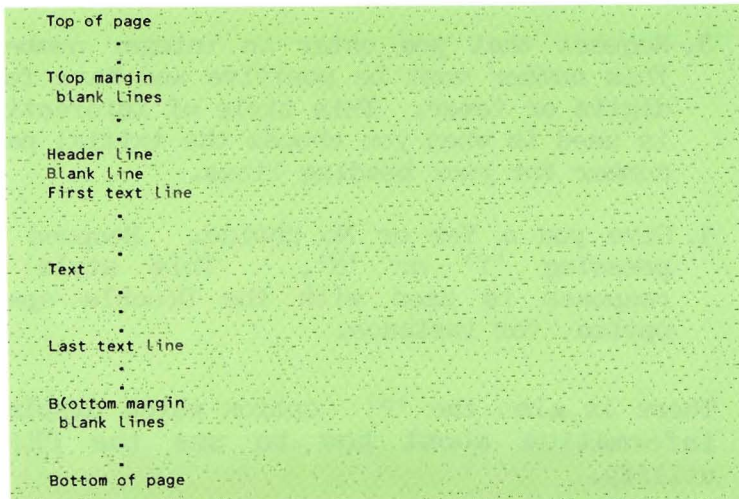 Top of page
.
.
T(op margin
blank lines
.
.
Header line
Blank line
First text line
.
.
.
Text
.
.
.
Last text line
.
.
B(ottom margin
blank lines
.
.
Bottom of page